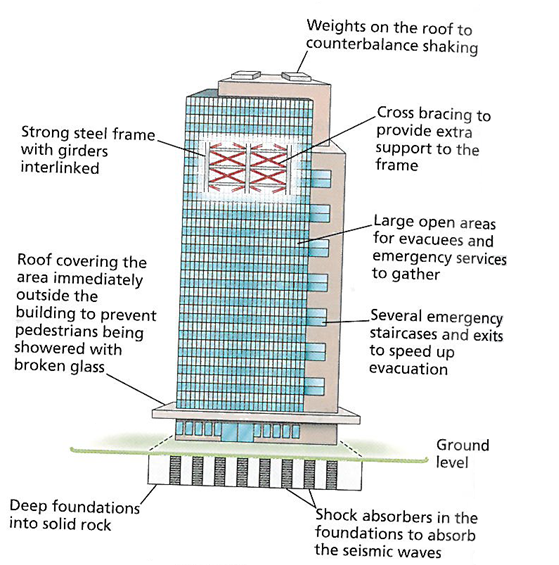 Weights on the roof to
counterbalance shaking
Strong steel frame
with girders
interlinked
Cross bracing to
provide extra
support to the
frame
Large open areas
for evacuees and
emergency services
to gather
Roof covering the
area immediately
outside the
building to prevent
pedestrians being
showered with
broken glass
Several emergency
staircases and exits
to speed up
evacuation
Ground
level
Deep foundations
into solid rock
Shock absorbers in the
foundations to absorb
the seismic waves